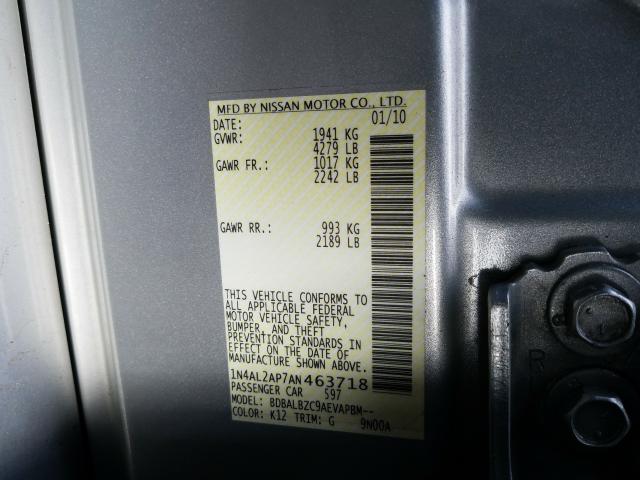 MFD BY NISSAN MOTOR CO., LTD.
DATE: 01/10
GVWR: 1941 KG
4279 LB
GAWR FR.: 1017 KG
2242 LB
GAWR RR.: 993 KG
2189 LB
THIS VEHICLE CONFORMS TO
ALL APPLICABLE FEDERAL
MOTOR VEHICLE SAFETY,
BUMPER, AND THEFT
PREVENTION STANDARDS
IN EFFECT ON THE DATE OF
MANUFACTURE SHOWN ABOVE.
1N4AL2AP7AN463718
PASSENGER CAR 597
MODEL: BDBALBZC9AEVAPBM--
COLOR: K12 TRIM: G 9N00A
R